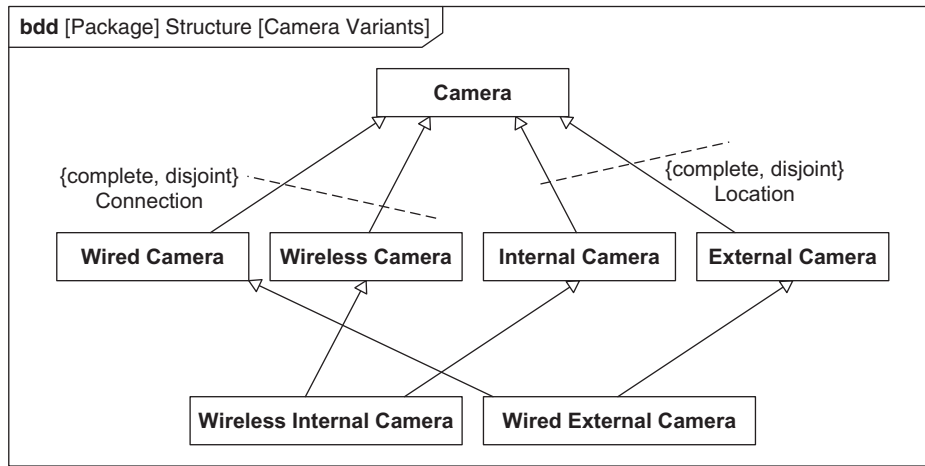 bdd [Package] Structure [Camera Variants]
Camera
{complete, disjoint}
Connection
{complete, disjoint}
Location
Wired Camera
Wireless Camera
Internal Camera
External Camera
Wireless Internal Camera
Wired External Camera